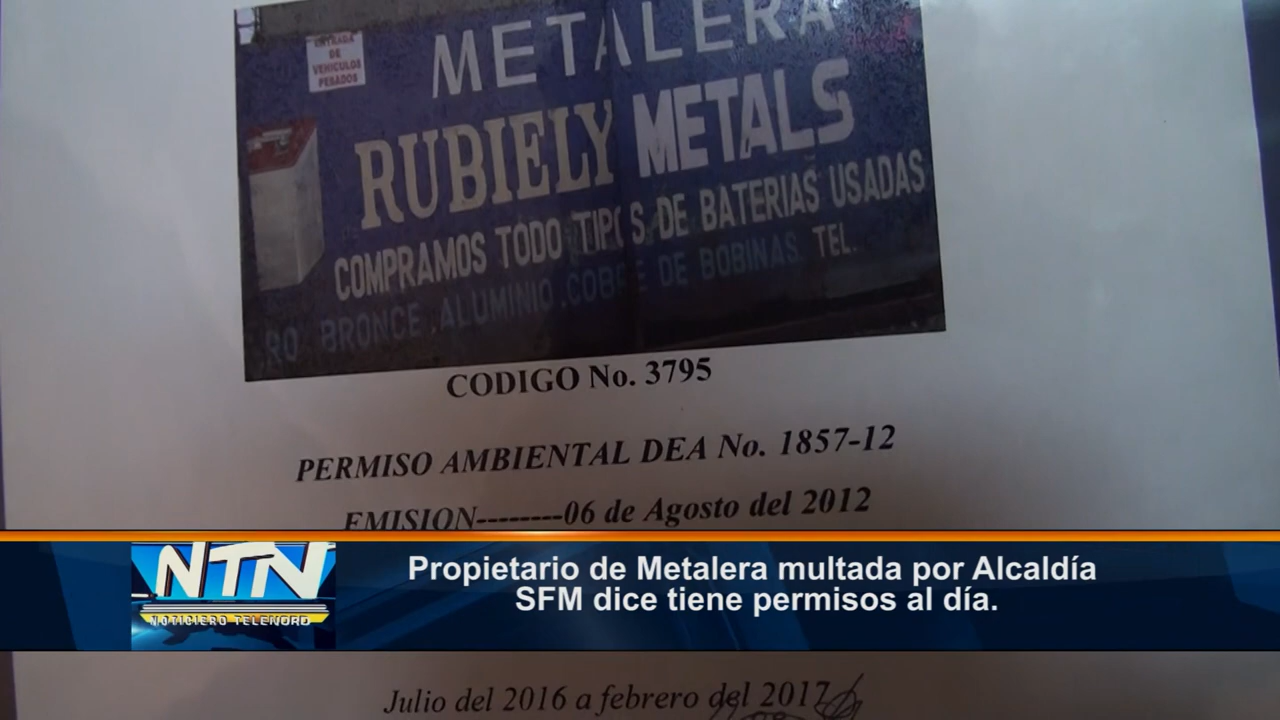 METALERA
ENTRADA
DE
VEHICULOS
PESADOS
RUBIELY METALS
COMPRAMOS TODO TIPOS DE BATERIAS USADAS
BRONCE, ALUMINIO, COBRE DE BOBINAS. TEL.
CODIGO No. 3795
PERMISO AMBIENTAL DEA No. 1857-12
EMISION--------06 de Agosto del 2012
NTN
NOTICIERO TELENORD
Propietario de Metalera multada por Alcaldía
SFM dice tiene permisos al día.
Julio del 2016 a febrero del 2017